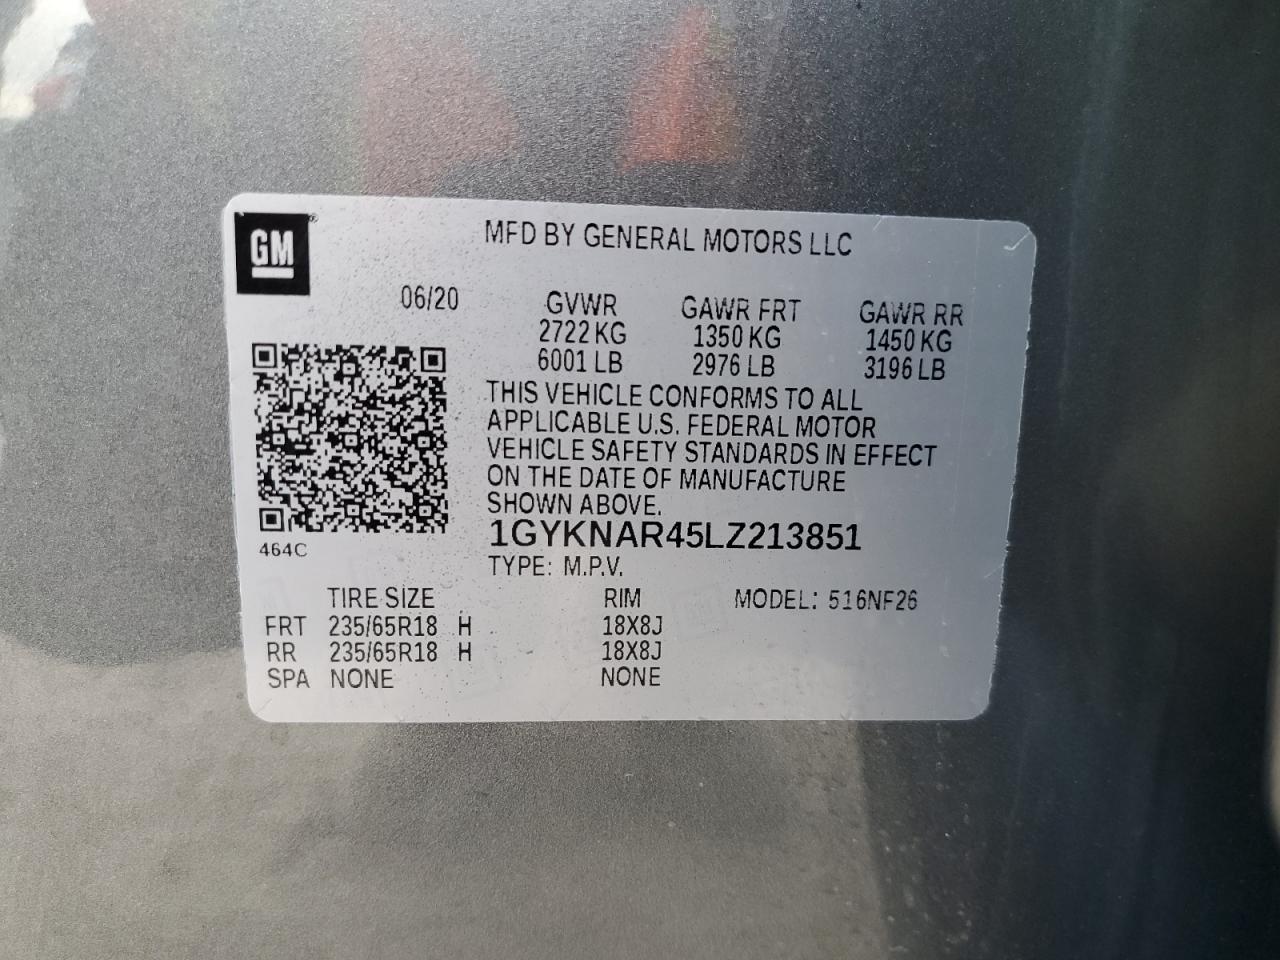 GM®
MFD BY GENERAL MOTORS LLC
06/20 GVWR GAWR FRT GAWR RR
2722 KG 1350 KG 1450 KG
6001 LB 2976 LB 3196 LB
THIS VEHICLE CONFORMS TO ALL
APPLICABLE U.S. FEDERAL MOTOR
VEHICLE SAFETY STANDARDS IN EFFECT
ON THE DATE OF MANUFACTURE
SHOWN ABOVE.
1GYKNAR45LZ213851
464C
TYPE: M.P.V.
TIRE SIZE RIM MODEL: 516NF26
FRT 235/65R18 H 18X8J
RR 235/65R18 H 18X8J
SPA NONE NONE